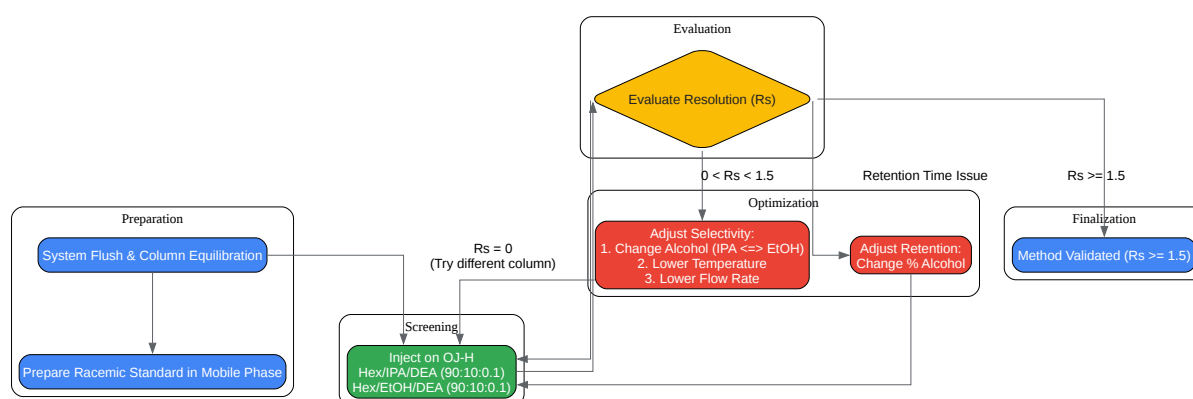 Evaluation
Evaluate Resolution (Rs)
0 < Rs < 1.5
Retention Time Issue
Rs >= 1.5
Preparation
System Flush & Column Equilibration
Prepare Racemic Standard in Mobile Phase
Rs = 0
(Try different column)
Optimization
Adjust Selectivity:
1. Change Alcohol (IPA <=> EtOH)
2. Lower Temperature
3. Lower Flow Rate
Adjust Retention:
Change % Alcohol
Finalization
Method Validated (Rs >= 1.5)
Screening
Inject on OJ-H
Hex/IPA/DEA (90:10:0.1)
Hex/EtOH/DEA (90:10:0.1)